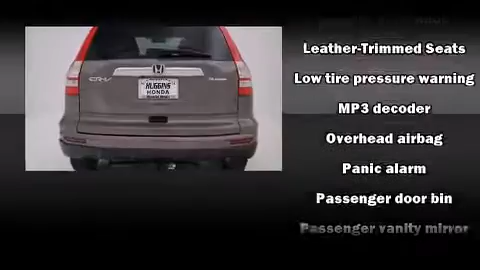 Leather-Trimmed Seats
Low tire pressure warning
MP3 decoder
Overhead airbag
Panic alarm
Passenger door bin
Passenger vanity mirror
CR-V
HUGGINS
HONDA